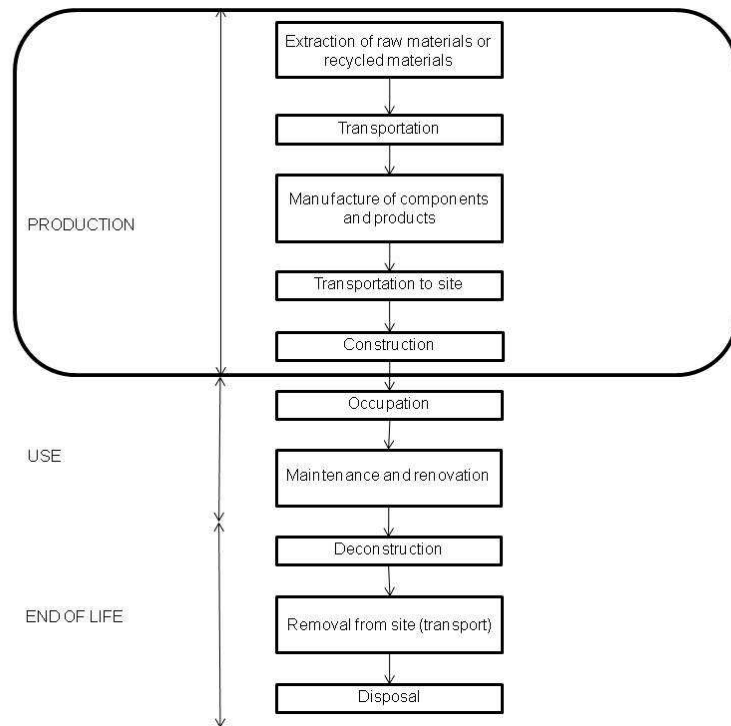 Extraction of raw materials or
recycled materials
Transportation
Manufacture of components
and products
PRODUCTION
Transportation to site
Construction
Occupation
USE
Maintenance and renovation
Deconstruction
END OF LIFE
Removal from site (transport)
Disposal